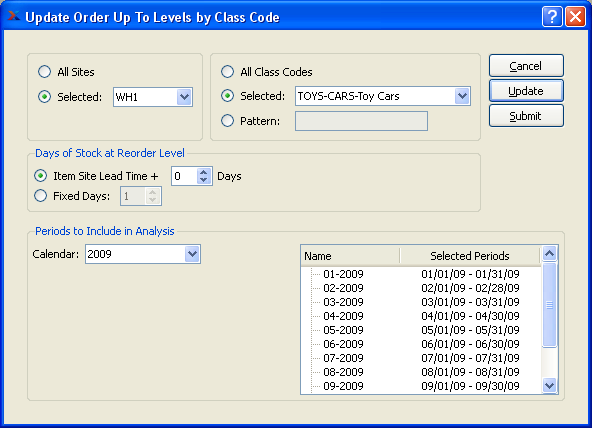 Update Order Up To Levels by Class Code
All Sites
Selected: WH1
All Class Codes
Selected: TOYS-CARS-Toy Cars
Pattern:
Cancel
Update
Submit
Days of Stock at Reorder Level
Item Site Lead Time + 0 Days
Fixed Days: 1
Periods to Include in Analysis
Calendar: 2009
Name Selected Periods
01-2009 01/01/09 - 01/31/09
02-2009 02/01/09 - 02/28/09
03-2009 03/01/09 - 03/31/09
04-2009 04/01/09 - 04/30/09
05-2009 05/01/09 - 05/31/09
06-2009 06/01/09 - 06/30/09
07-2009 07/01/09 - 07/31/09
08-2009 08/01/09 - 08/31/09
09-2009 09/01/09 - 09/30/09